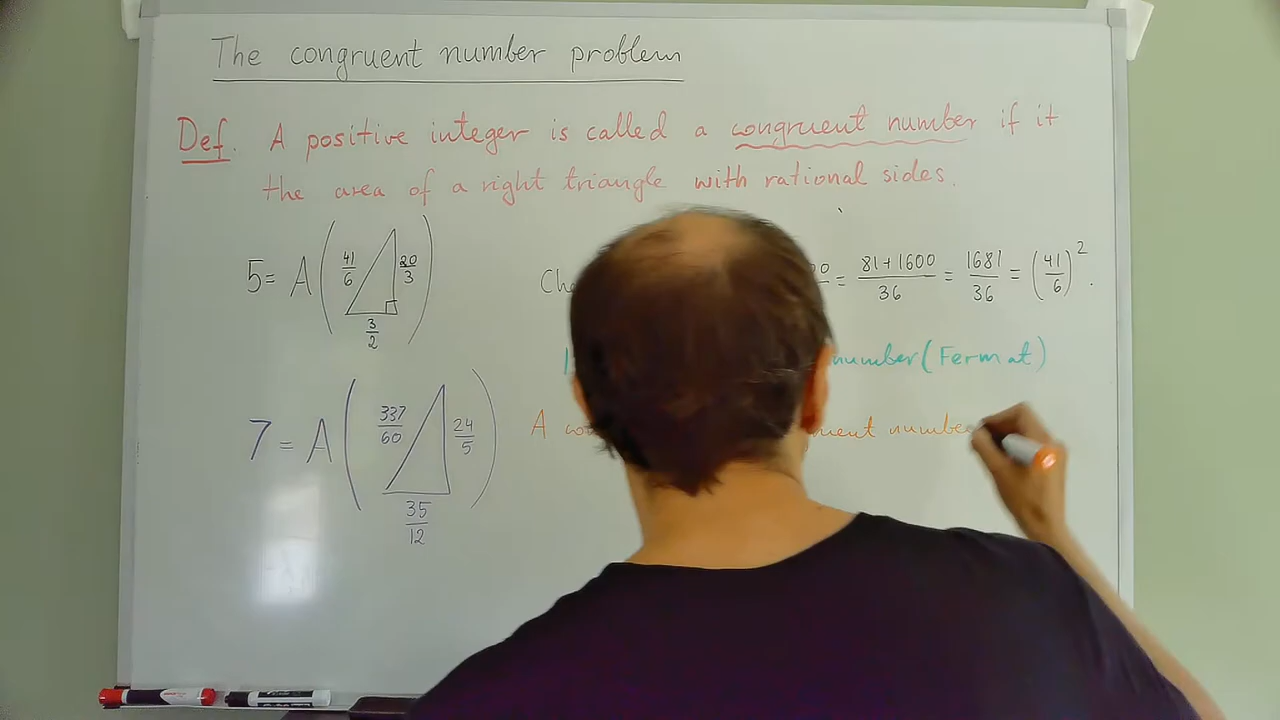 The congruent number problem
Def. A positive integer is called a congruent number if it
the area of a right triangle with rational sides.
5 = A ( 41/6 20/3 3/2 )
0 = 81+1600/36 = 1681/36 = (41/6)^2 .
number (Fermat)
7 = A ( 337/60 24/5 35/12 )
A number